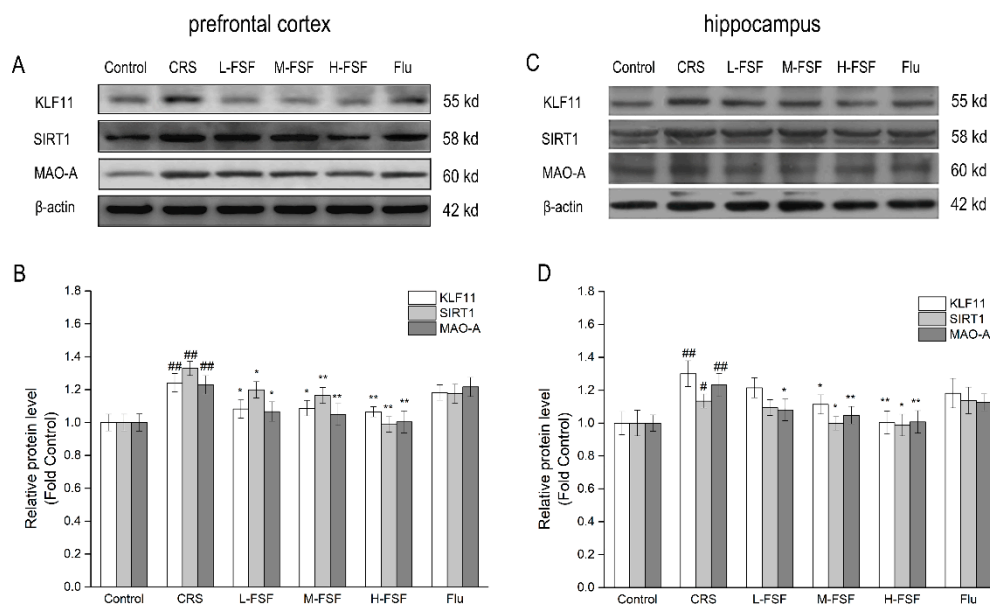 prefrontal cortex
hippocampus
A
Control CRS L-FSF M-FSF H-FSF Flu
KLF11 55 kd
SIRT1 58 kd
MAO-A 60 kd
β-actin 42 kd
C
Control CRS L-FSF M-FSF H-FSF Flu
KLF11 55 kd
SIRT1 58 kd
MAO-A 60 kd
β-actin 42 kd
B
Relative protein level
(Fold Control)
1.8
1.6
1.4
1.2
1.0
0.8
0.6
0.4
0.2
0.0
KLF11
SIRT1
MAO-A
## ## ##
* * *
* ** **
** ** **
Control CRS L-FSF M-FSF H-FSF Flu
D
Relative protein level
(Fold Control)
1.8
1.6
1.4
1.2
1.0
0.8
0.6
0.4
0.2
0.0
KLF11
SIRT1
MAO-A
## # ##
*
* * **
** * **
Control CRS L-FSF M-FSF H-FSF Flu